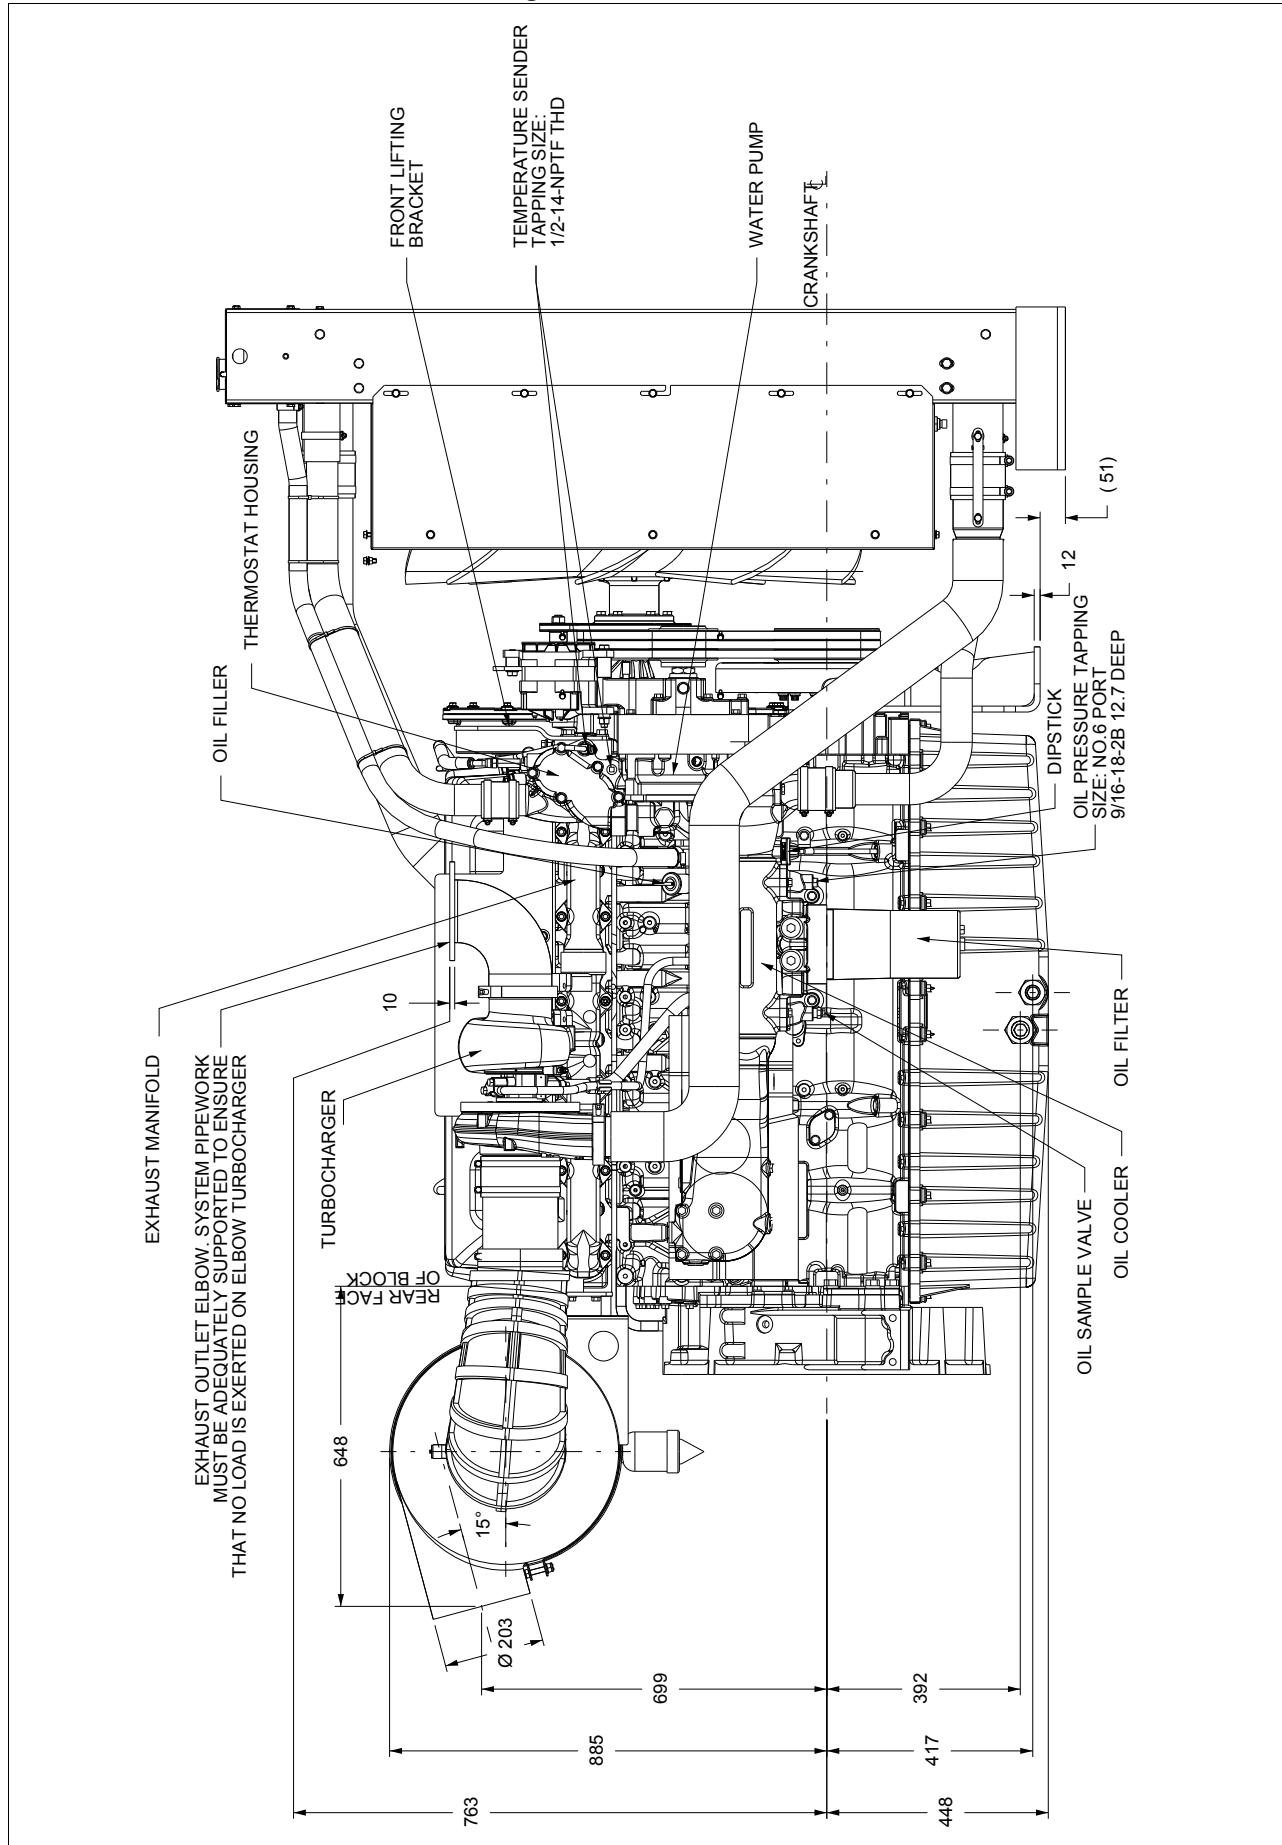 FRONT LIFTING
BRACKET
TEMPERATURE SENDER
TAPPING SIZE:
1/2-14-NPTF THD
WATER PUMP
CRANKSHAFT
THERMOSTAT HOUSING
OIL FILLER
(51)
12
DIPSTICK
OIL PRESSURE TAPPING
SIZE: NO.6 PORT
9/16-18-2B 12.7 DEEP
10
EXHAUST MANIFOLD
EXHAUST OUTLET ELBOW. SYSTEM PIPEWORK
MUST BE ADEQUATELY SUPPORTED TO ENSURE
THAT NO LOAD IS EXERTED ON ELBOW TURBOCHARGER
TURBOCHARGER
OIL FILTER
OIL COOLER
OIL SAMPLE VALVE
REAR FACE
OF BLOCK
648
15°
Ø 203
699
392
885
417
763
448